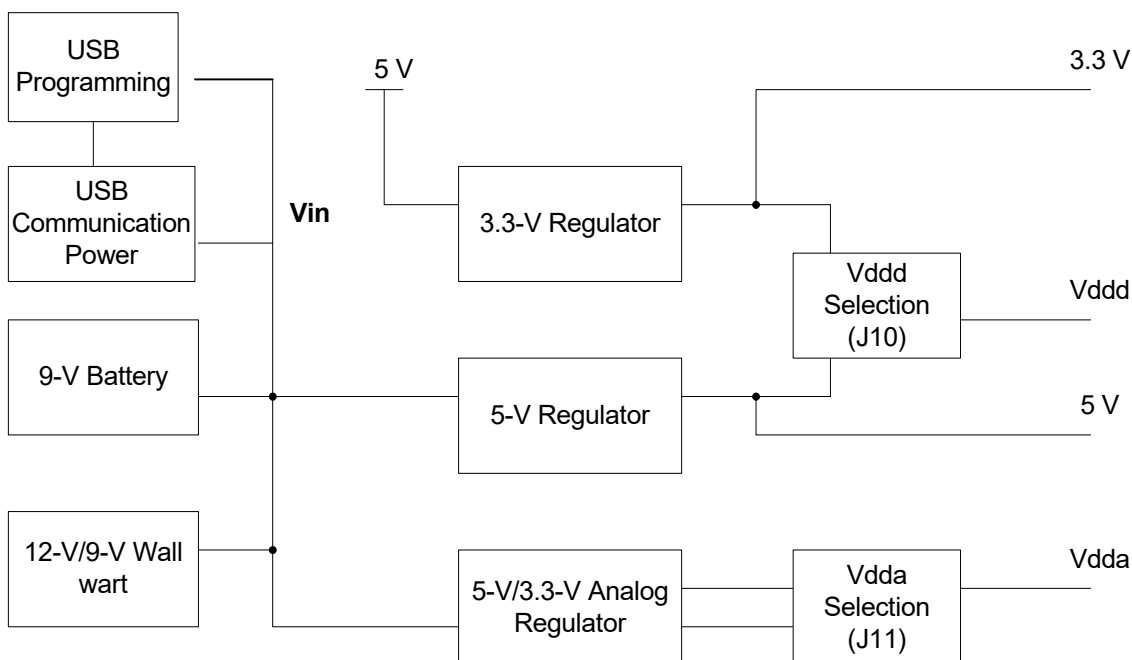 USB
Programming
5 V
3.3 V
USB
Communication
Power
Vin
3.3-V Regulator
Vddd
Selection
(J10)
Vddd
9-V Battery
5-V Regulator
5 V
12-V/9-V Wall
wart
5-V/3.3-V Analog
Regulator
Vdda
Selection
(J11)
Vdda